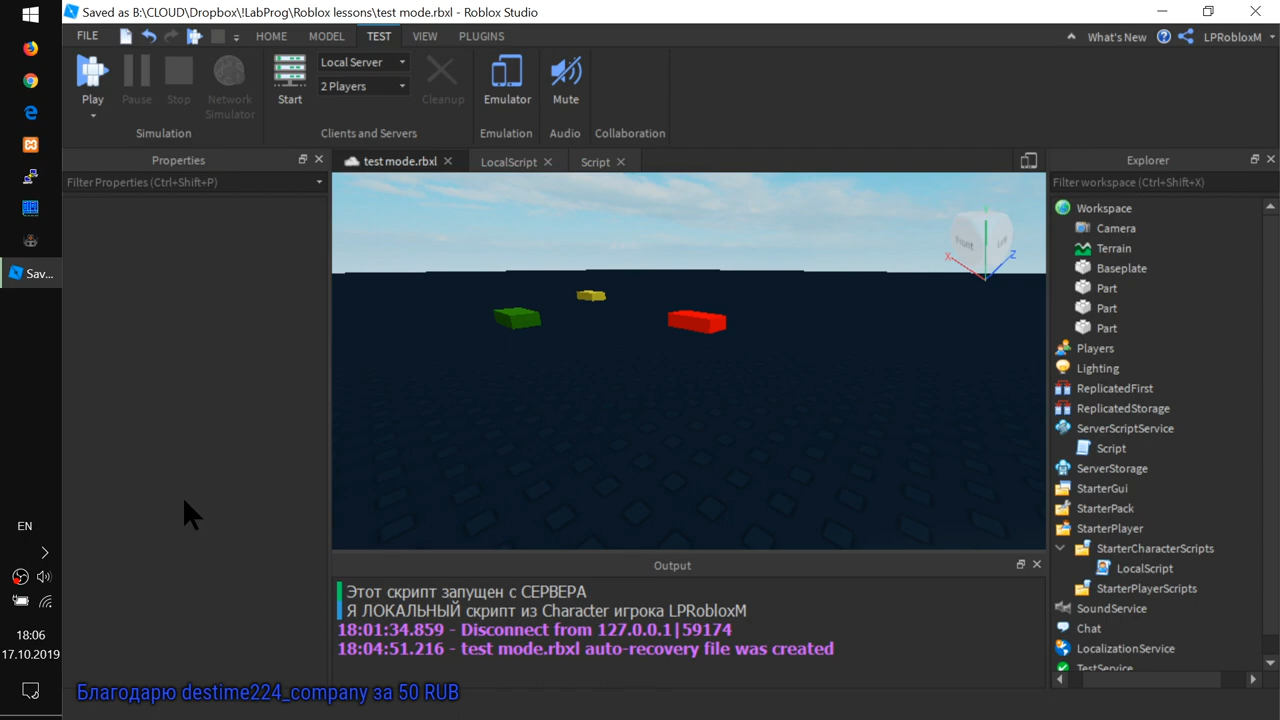 Saved as B:\CLOUD\Dropbox\!LabProg\Roblox lessons\test mode.rbxl - Roblox Studio
FILE HOME MODEL TEST VIEW PLUGINS What's New LPRobloxM
Play Pause Stop Network Simulator Start Local Server 2 Players Cleanup Emulator Mute
Simulation Clients and Servers Emulation Audio Collaboration
Properties
Filter Properties (Ctrl+Shift+P)
test mode.rbxl LocalScript Script
Front Left
X Y Z
Explorer
Filter workspace (Ctrl+Shift+X)
Workspace
Camera
Terrain
Baseplate
Part
Part
Part
Players
Lighting
ReplicatedFirst
ReplicatedStorage
ServerScriptService
Script
ServerStorage
StarterGui
StarterPack
StarterPlayer
StarterCharacterScripts
LocalScript
StarterPlayerScripts
SoundService
Chat
LocalizationService
TestService
Output
Этот скрипт запущен с СЕРВЕРА
Я ЛОКАЛЬНЫЙ скрипт из Character игрока LPRobloxM
18:01:34.859 - Disconnect from 127.0.0.1|59174
18:04:51.216 - test mode.rbxl auto-recovery file was created
Sav...
EN
18:06
17.10.2019
Благодарю destime224_company за 50 RUB